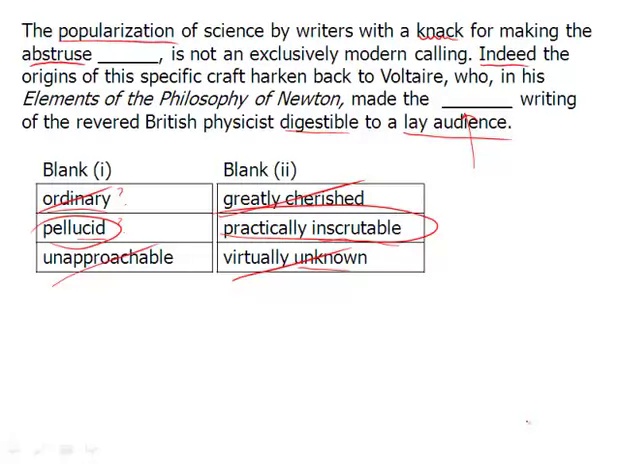 The popularization of science by writers with a knack for making the
abstruse ______, is not an exclusively modern calling. Indeed the
origins of this specific craft harken back to Voltaire, who, in his
Elements of the Philosophy of Newton, made the _______ writing
of the revered British physicist digestible to a lay audience.
Blank (i) Blank (ii)
ordinary ? greatly cherished
pellucid ? practically inscrutable
unapproachable virtually unknown